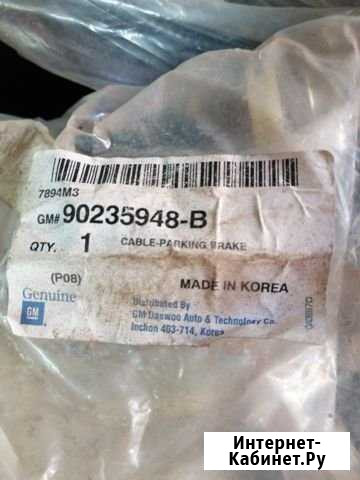 7894M3
GM# 90235948-B
QTY. 1 CABLE-PARKING BRAKE
(P08) MADE IN KOREA
Genuine
GM
Distributed By
GM Daewoo Auto & Technology Co.
Inchon 403-714, Korea
Интернет-
Кабинет.Ру